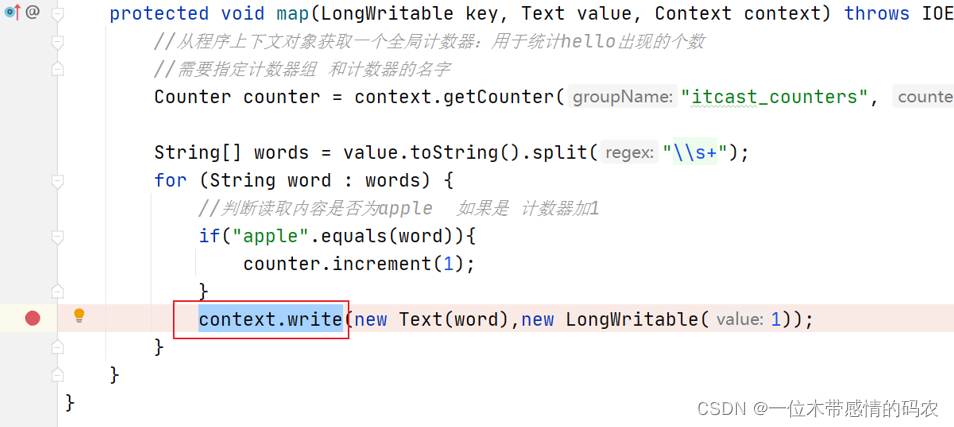 protected void map(LongWritable key, Text value, Context context) throws IOE
//从程序上下文对象获取一个全局计数器：用于统计hello出现的个数
//需要指定计数器组 和计数器的名字
Counter counter = context.getCounter( groupName: "itcast_counters", counte
String[] words = value.toString().split( regex: "\\s+");
for (String word : words) {
//判断读取内容是否为apple 如果是 计数器加1
if("apple".equals(word)){
counter.increment(1);
}
context.write(new Text(word),new LongWritable( value: 1));
}
}
}
CSDN @一位木带感情的码农